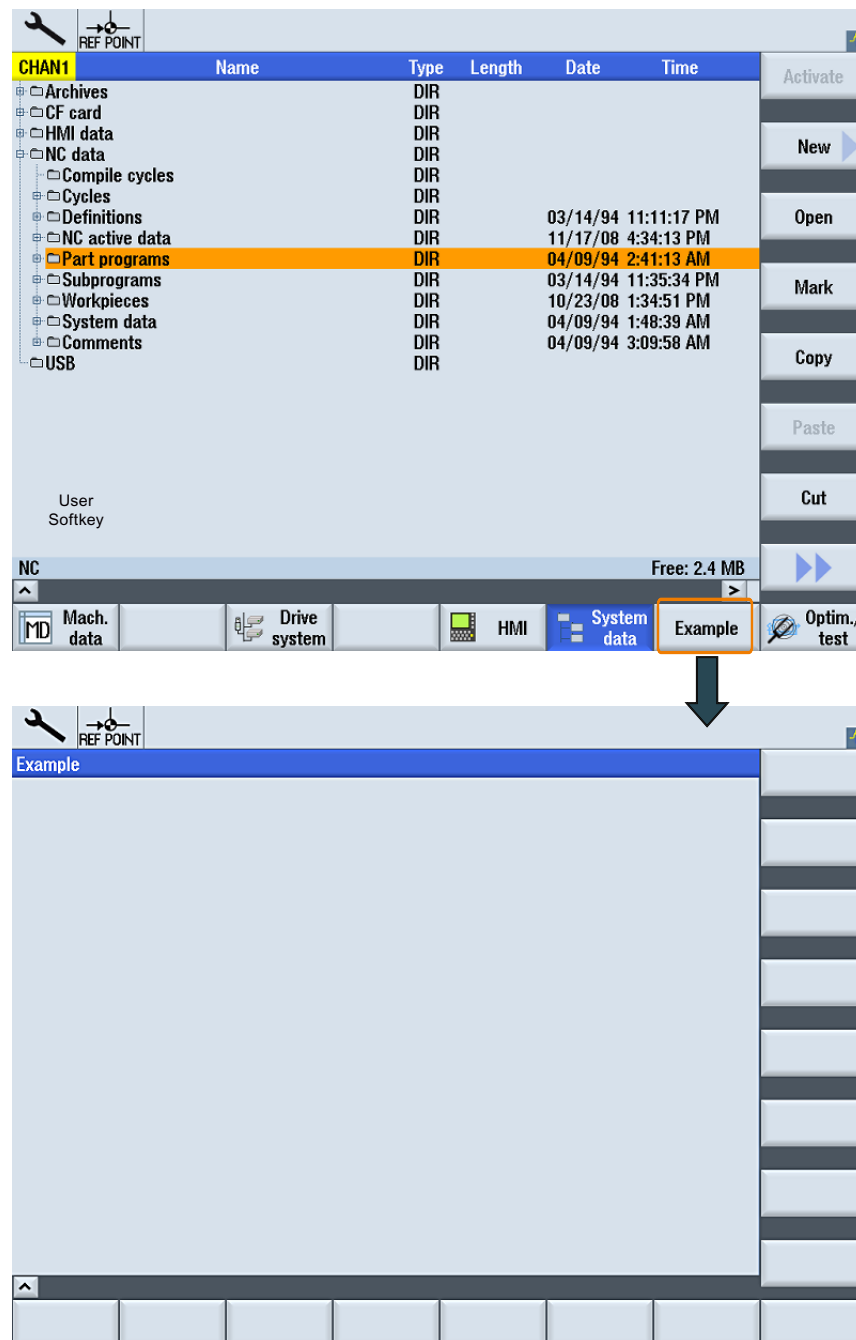 REF POINT
CHAN1 Name Type Length Date Time
Archives DIR
CF card DIR
HMI data DIR
NC data DIR
Compile cycles DIR
Cycles DIR
Definitions DIR 03/14/94 11:11:17 PM
NC active data DIR 11/17/08 4:34:13 PM
Part programs DIR 04/09/94 2:41:13 AM
Subprograms DIR 03/14/94 11:35:34 PM
Workpieces DIR 10/23/08 1:34:51 PM
System data DIR 04/09/94 1:48:39 AM
Comments DIR 04/09/94 3:09:58 AM
USB DIR
User
Softkey
NC Free: 2.4 MB
Activate
New
Open
Mark
Copy
Paste
Cut
MD Mach.
data
Drive
system
HMI
System
data
Example
Optim.,
test
REF POINT
Example